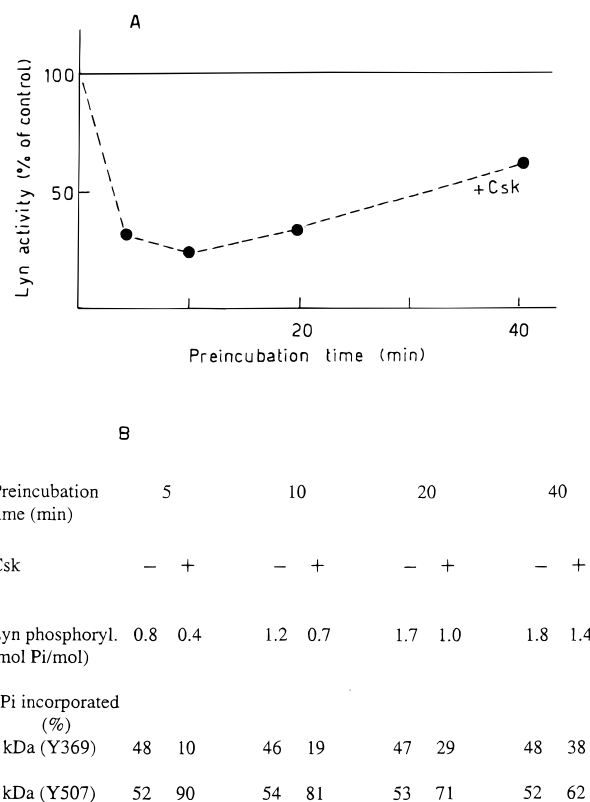 A
100
50
Lyn activity (% of control)
+Csk
20 40
Preincubation time (min)
B
Preincubation 5 10 20 40
time (min)
Csk − + − + − + − +
Lyn phosphoryl. 0.8 0.4 1.2 0.7 1.7 1.0 1.8 1.4
mol Pi/mol)
Pi incorporated
(%)
kDa (Y369) 48 10 46 19 47 29 48 38
kDa (Y507) 52 90 54 81 53 71 52 62